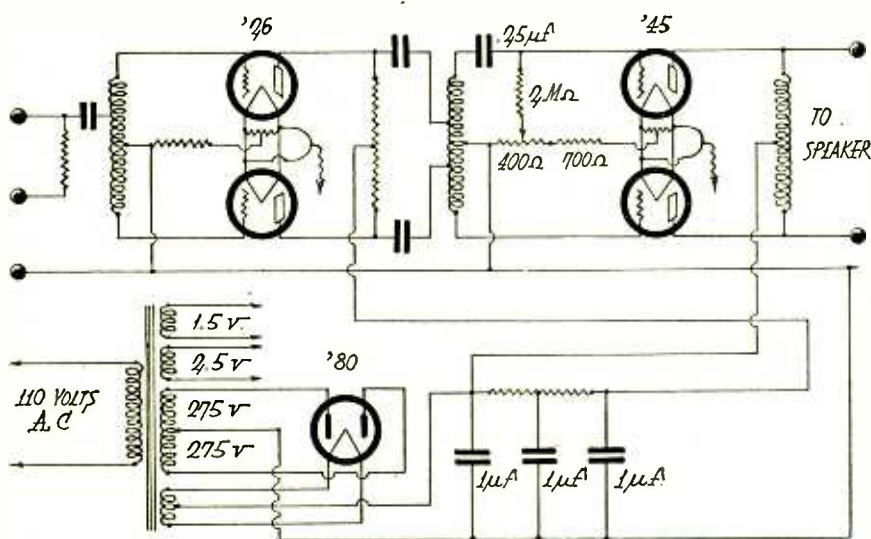 '26
25μf
'45
2MΩ
400Ω
700Ω
TO
SPEAKER
1.5 v.
2,5 v
'80
110 VOLTS
A.C
275 v
275 v
1μf
1μf
1μf.